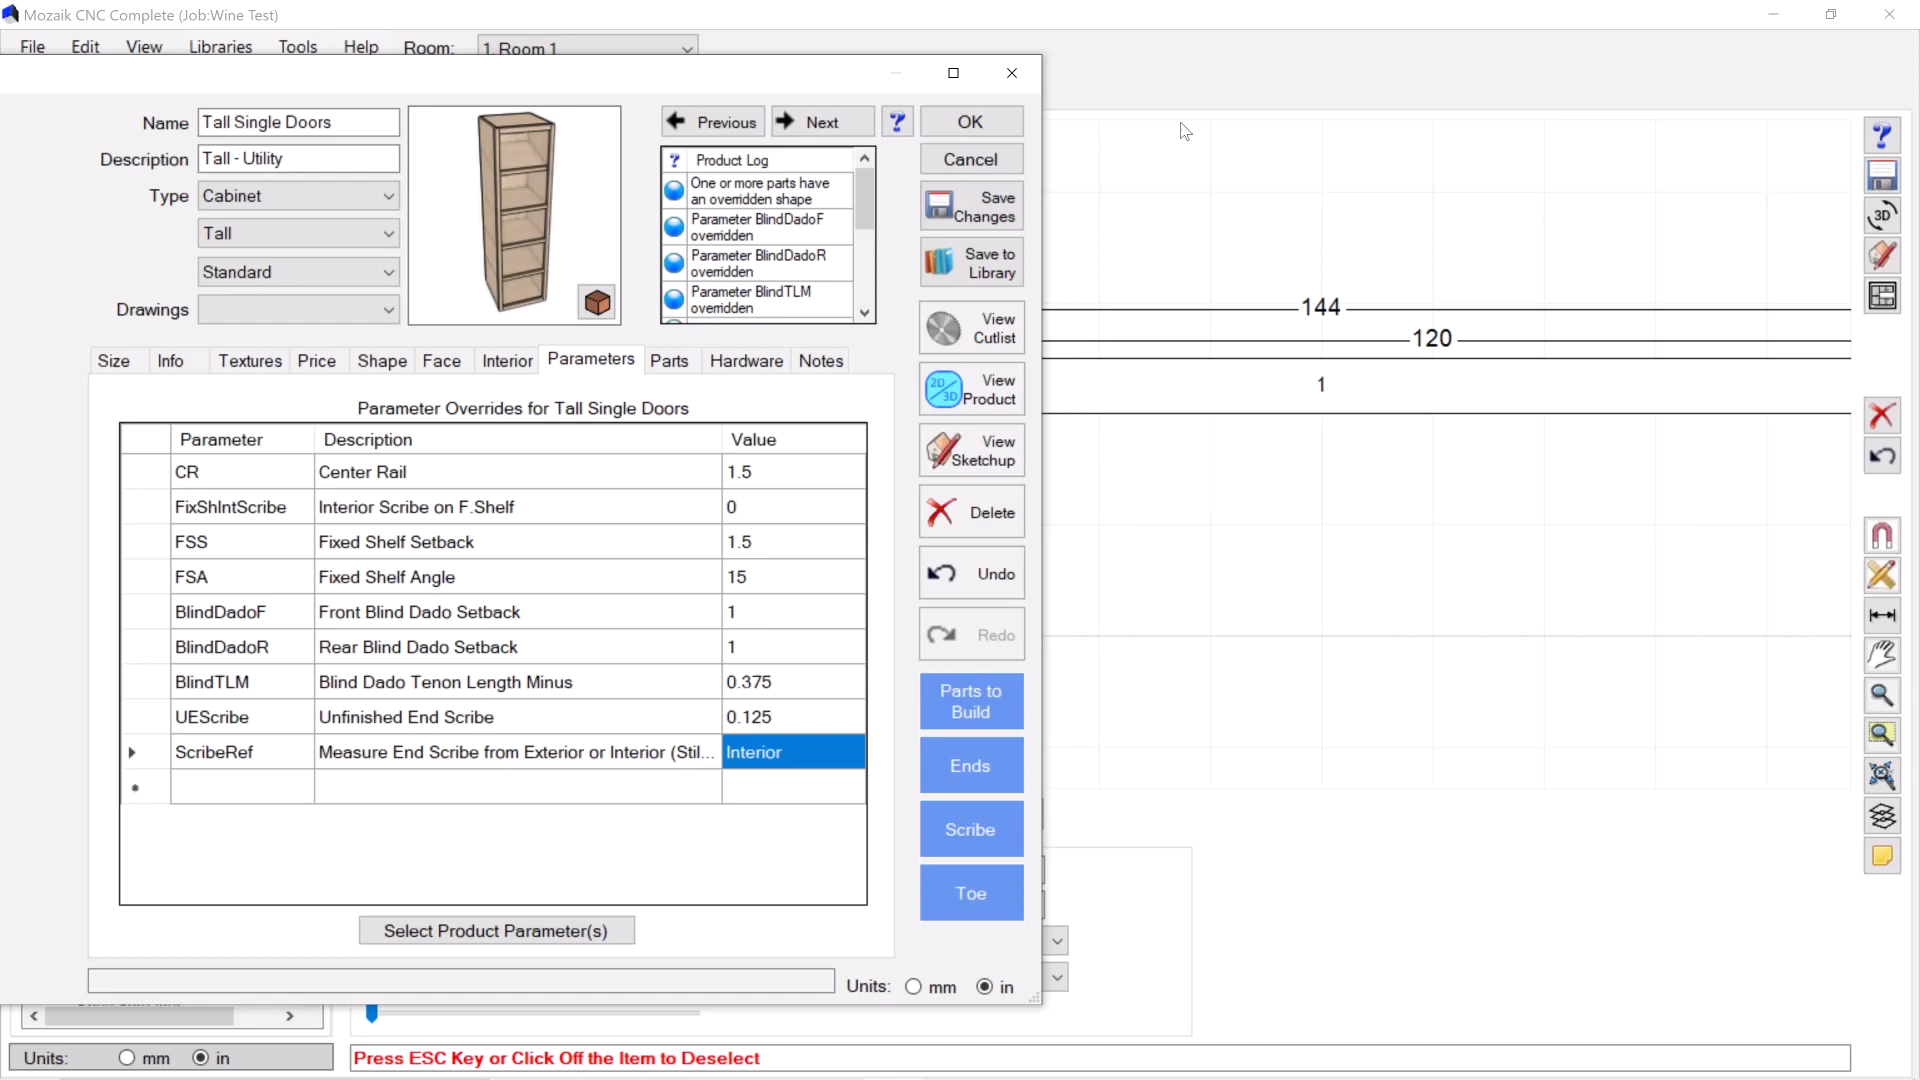 Mozaik CNC Complete (Job:Wine Test)
File Edit View Libraries Tools Help Room: 1. Room 1
Name Tall Single Doors
Description Tall - Utility
Type Cabinet
Tall
Standard
Drawings
Previous Next ? OK
? Product Log
One or more parts have
an overidden shape
Parameter BlindDadoF
overridden
Parameter BlindDadoR
overridden
Parameter BlindTLM
overridden
Cancel
Save
Changes
Save to
Library
View
Cutlist
2D
3D
View
Product
View
Sketchup
Delete
Undo
Redo
Parts to
Build
Ends
Scribe
Toe
Size Info Textures Price Shape Face Interior Parameters Parts Hardware Notes
Parameter Overrides for Tall Single Doors
Parameter Description Value
CR Center Rail 1.5
FixShIntScribe Interior Scribe on F.Shelf 0
FSS Fixed Shelf Setback 1.5
FSA Fixed Shelf Angle 15
BlindDadoF Front Blind Dado Setback 1
BlindDadoR Rear Blind Dado Setback 1
BlindTLM Blind Dado Tenon Length Minus 0.375
UEScribe Unfinished End Scribe 0.125
ScribeRef Measure End Scribe from Exterior or Interior (Stil... Interior
Select Product Parameter(s)
Units: mm in
144
120
1
?
3D
Units: mm in
Press ESC Key or Click Off the Item to Deselect